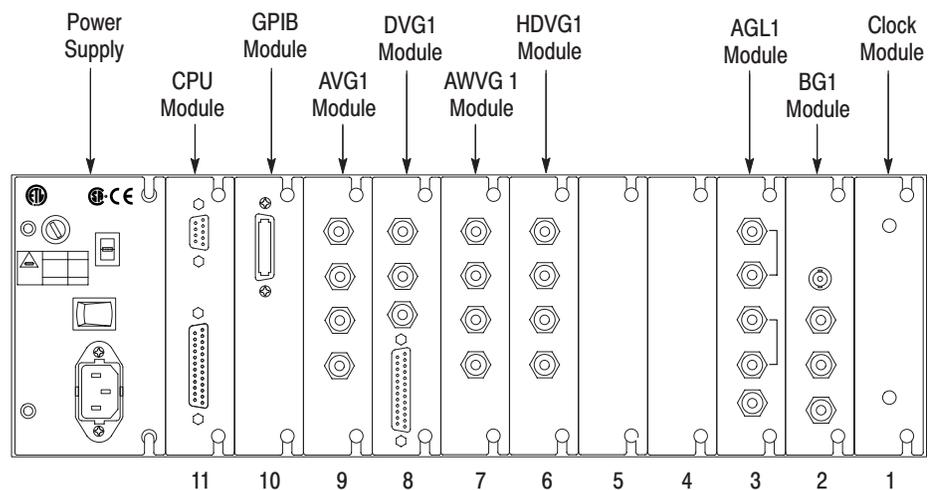 Power
Supply
GPIB
Module
DVG1
Module
HDVG1
Module
AGL1
Module
Clock
Module
CPU
Module
AVG1
Module
AWVG 1
Module
BG1
Module
ETL
CE
11 10 9 8 7 6 5 4 3 2 1